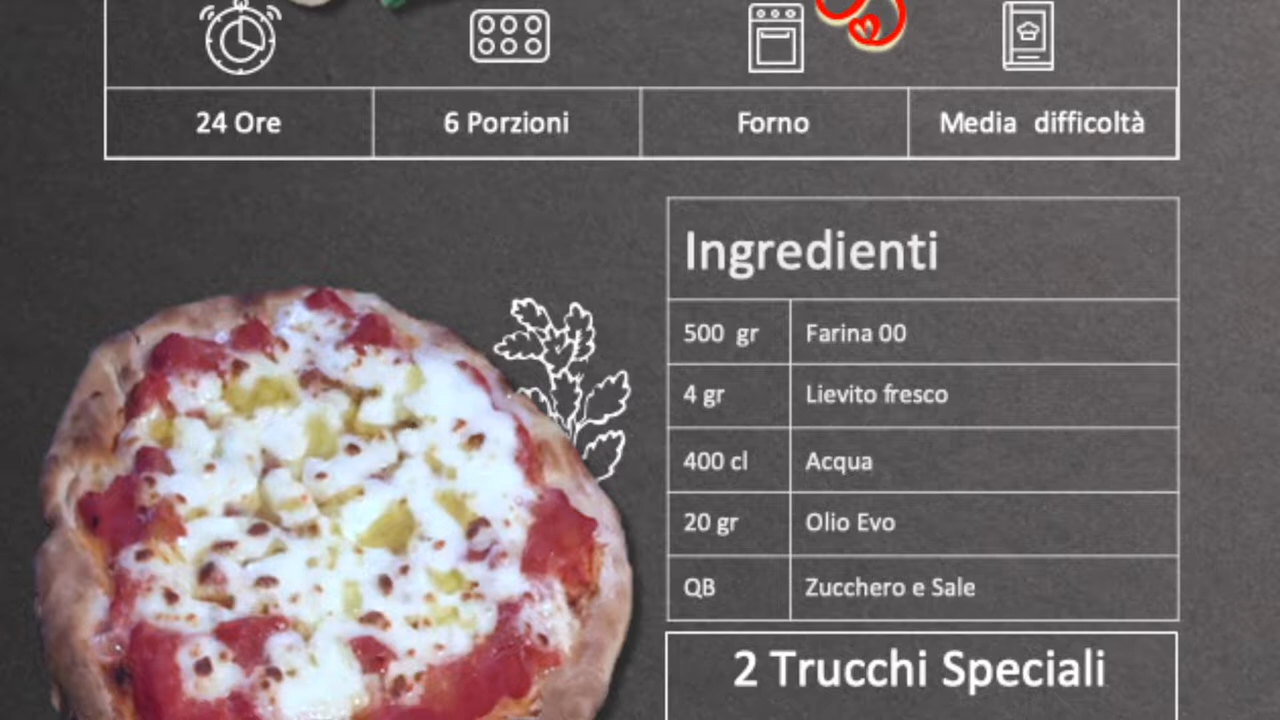 24 Ore
6 Porzioni
Forno
Media difficoltà
Ingredienti
500 gr Farina 00
4 gr Lievito fresco
400 cl Acqua
20 gr Olio Evo
QB Zucchero e Sale
2 Trucchi Speciali